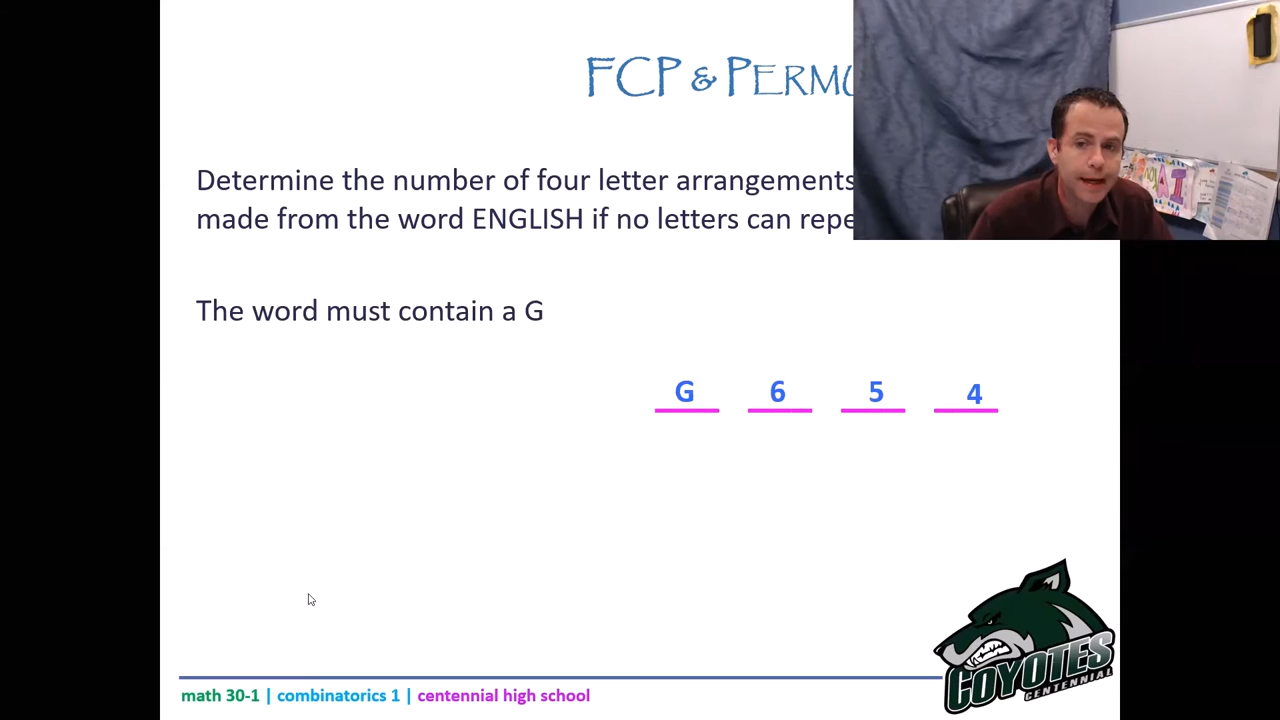 FCP & PERMU
Determine the number of four letter arrangements
made from the word ENGLISH if no letters can repe
The word must contain a G
G 6 5 4
math 30-1 | combinatorics 1 | centennial high school
COYOTES
CENTENNIAL